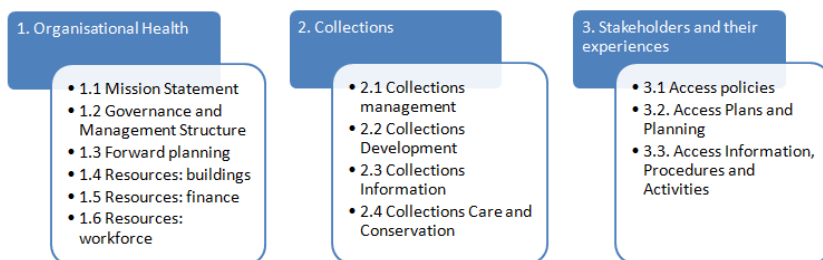 1. Organisational Health
• 1.1 Mission Statement
• 1.2 Governance and
Management Structure
• 1.3 Forward planning
• 1.4 Resources: buildings
• 1.5 Resources: finance
• 1.6 Resources:
workforce
2. Collections
• 2.1 Collections
management
• 2.2 Collections
Development
• 2.3 Collections
Information
• 2.4 Collections Care and
Conservation
3. Stakeholders and their
experiences
• 3.1 Access policies
• 3.2. Access Plans and
Planning
• 3.3. Access Information,
Procedures and
Activities